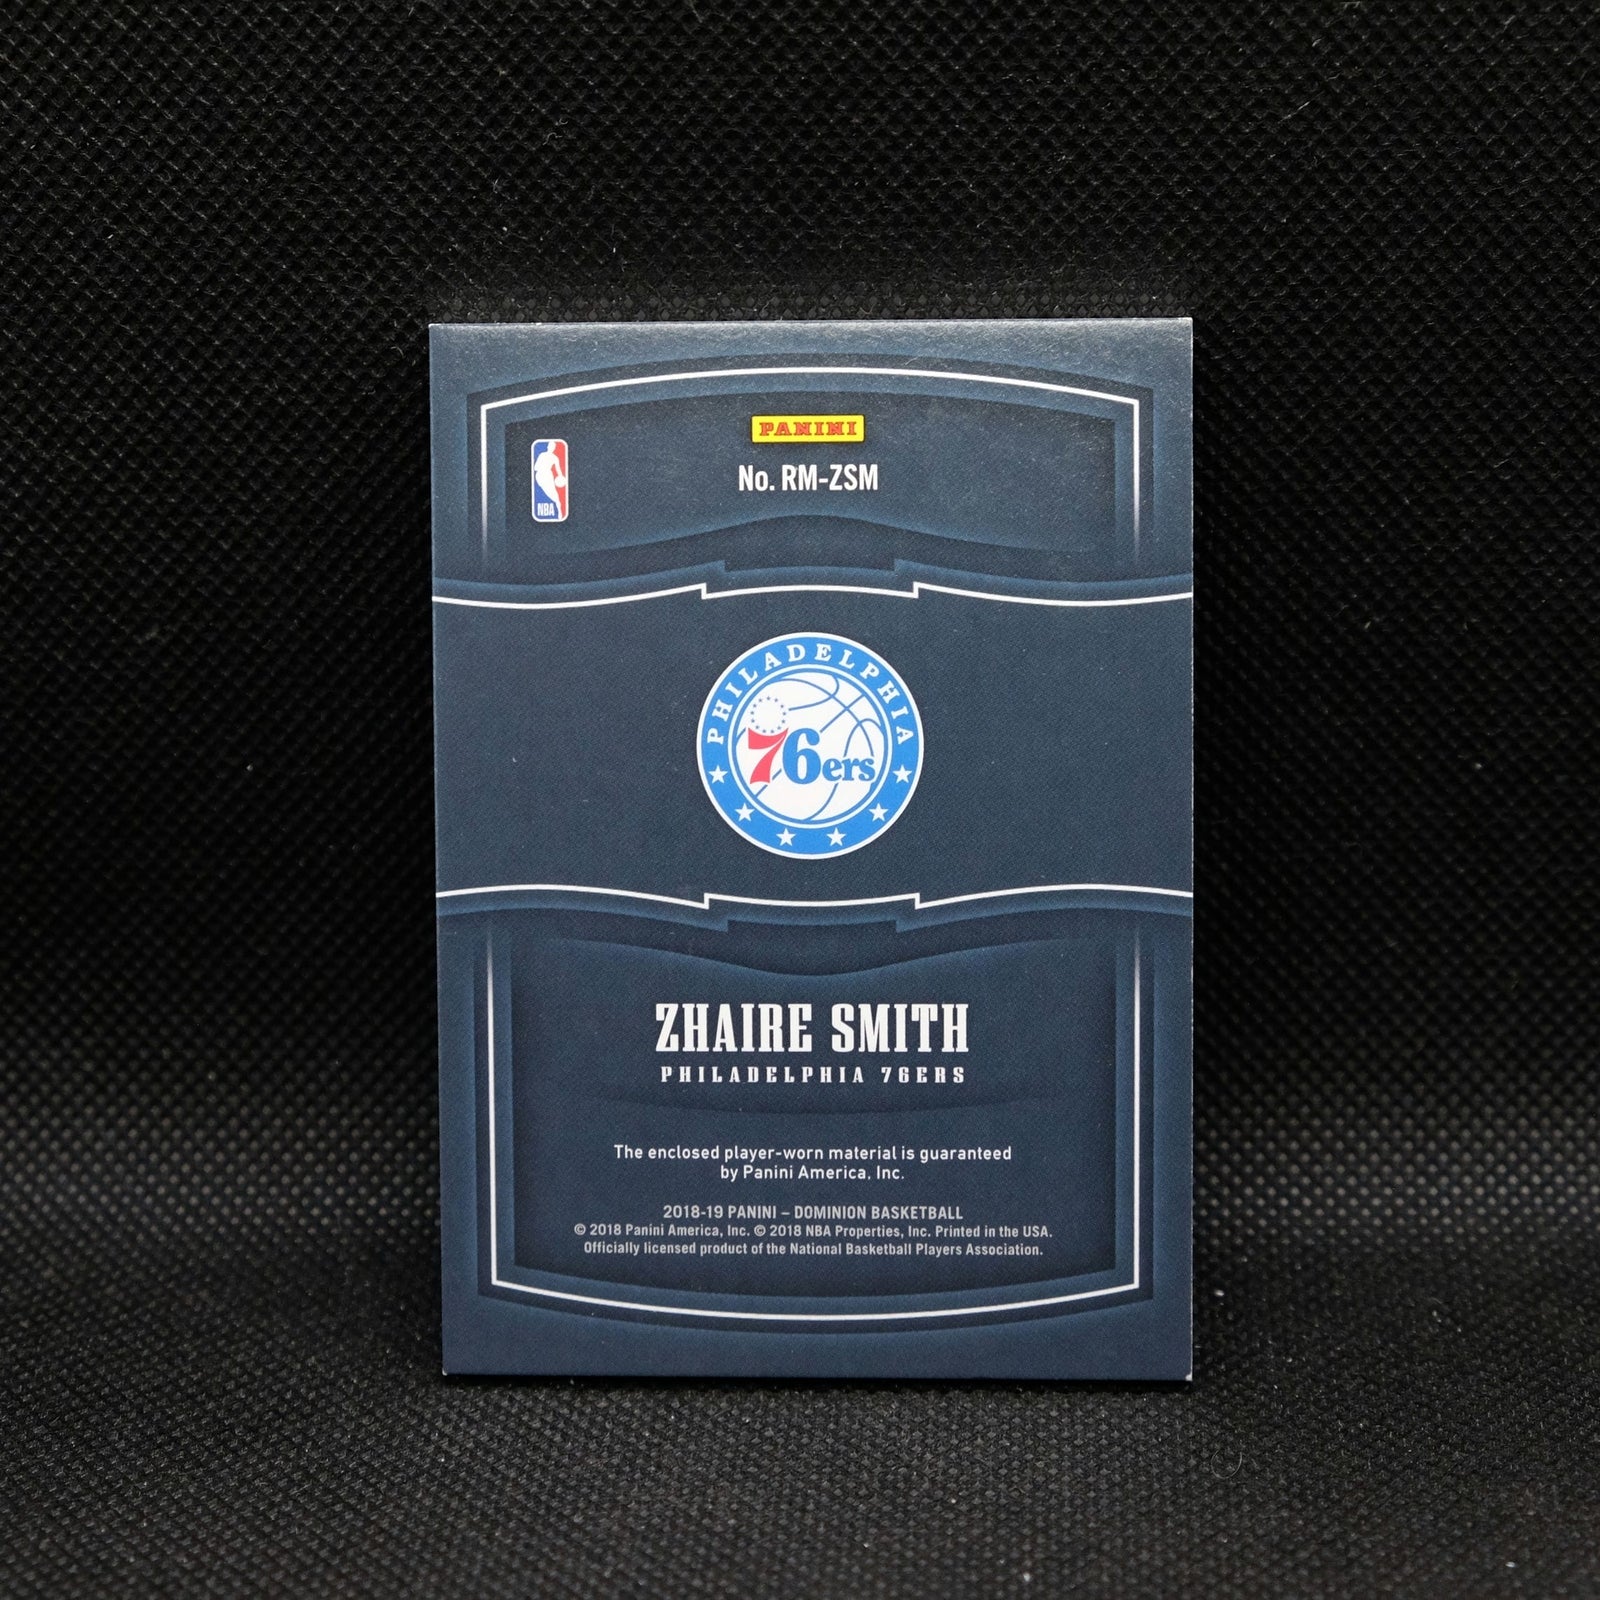 PANINI
No. RM-ZSM
NBA
PHILADELPHIA
76ers
ZHAIRE SMITH
PHILADELPHIA 76ERS
The enclosed player-worn material is guaranteed
by Panini America, Inc.
2018-19 PANINI – DOMINION BASKETBALL
© 2018 Panini America, Inc. © 2018 NBA Properties, Inc. Printed in the USA.
Officially licensed product of the National Basketball Players Association.